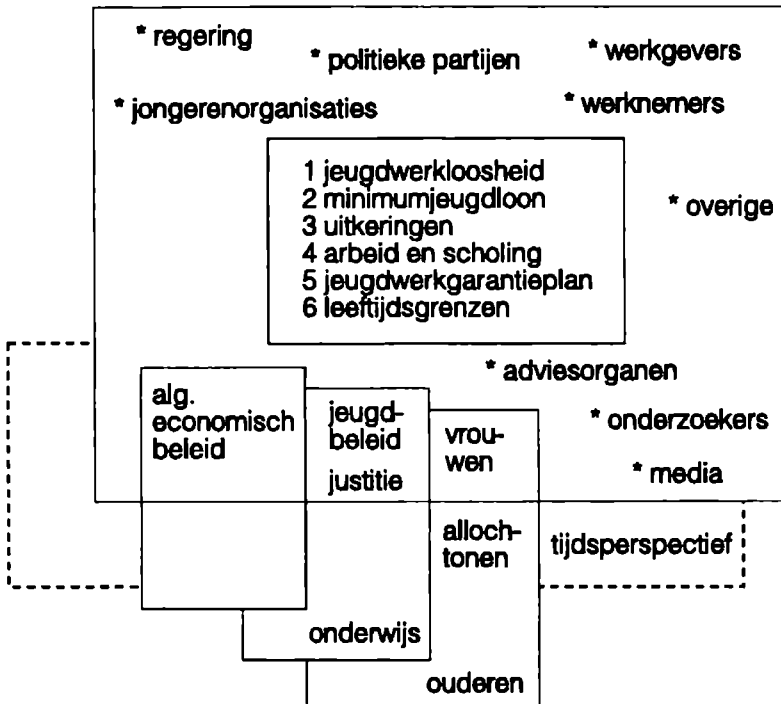 * regering
* politieke partijen
* werkgevers
* jongerenorganisaties
* werknemers
1 jeugdwerkloosheid
2 minimumjeugdloon
3 uitkeringen
4 arbeid en scholing
5 jeugdwerkgarantieplan
6 leeftijdsgrenzen
* overige
* adviesorganen
alg.
economisch
beleid
jeugd-
beleid
justitie
vrou-
wen
* onderzoekers
* media
alloch-
tonen
tijdsperspectief
onderwijs
ouderen